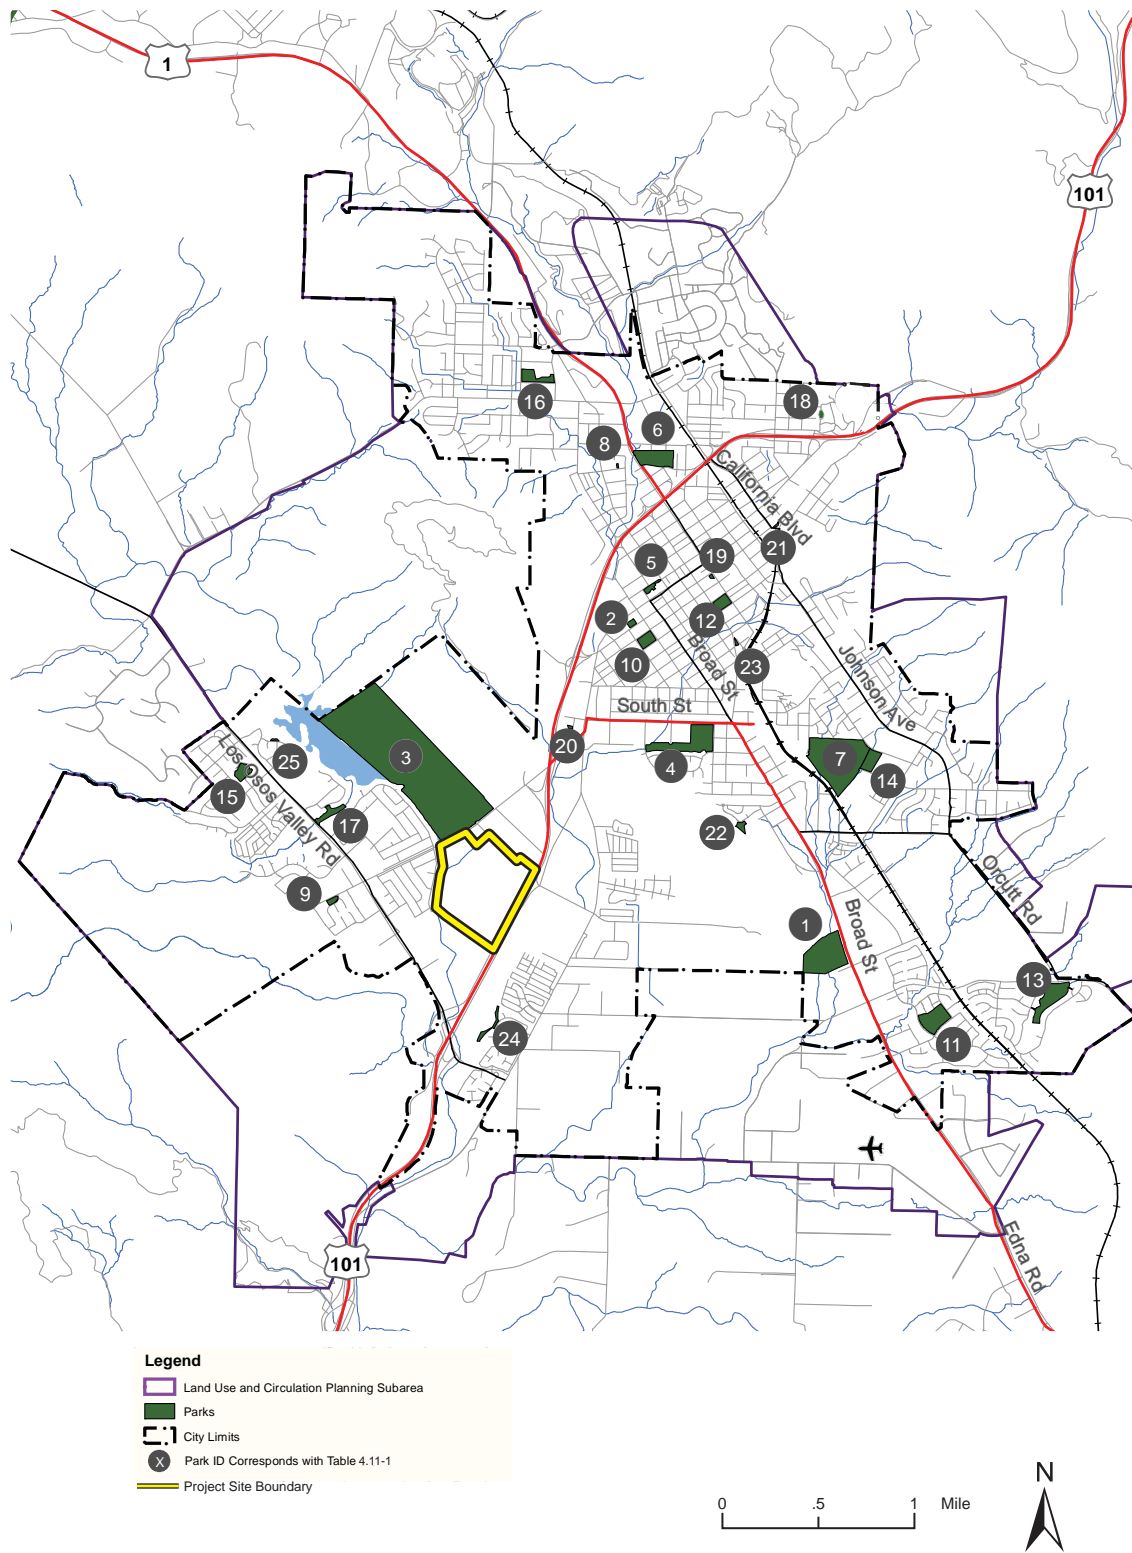 1
101
16
18
6
8
California Blvd
21
19
5
2
12
10
Broad St
23
Johnson Ave
South St
20
4
7
14
3
25
15
Los Osos Valley Rd
17
22
9
Orcutt Rd
1
Broad St
13
11
24
101
Edna Rd
Legend
Land Use and Circulation Planning Subarea
Parks
City Limits
X Park ID Corresponds with Table 4.11-1
Project Site Boundary
0 .5 1 Mile
N